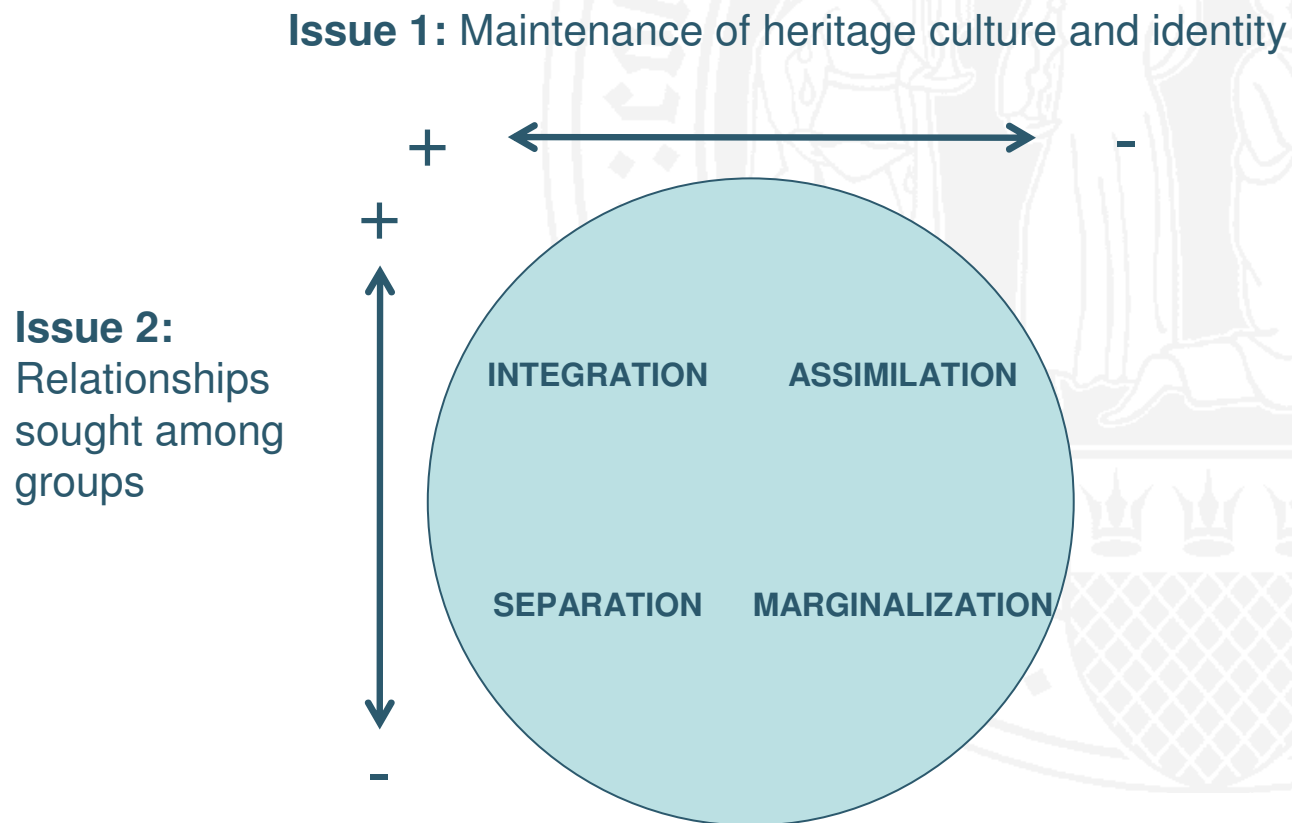 Issue 1: Maintenance of heritage culture and identity
+ -
+
Issue 2:
Relationships
sought among
groups
INTEGRATION ASSIMILATION
SEPARATION MARGINALIZATION
-